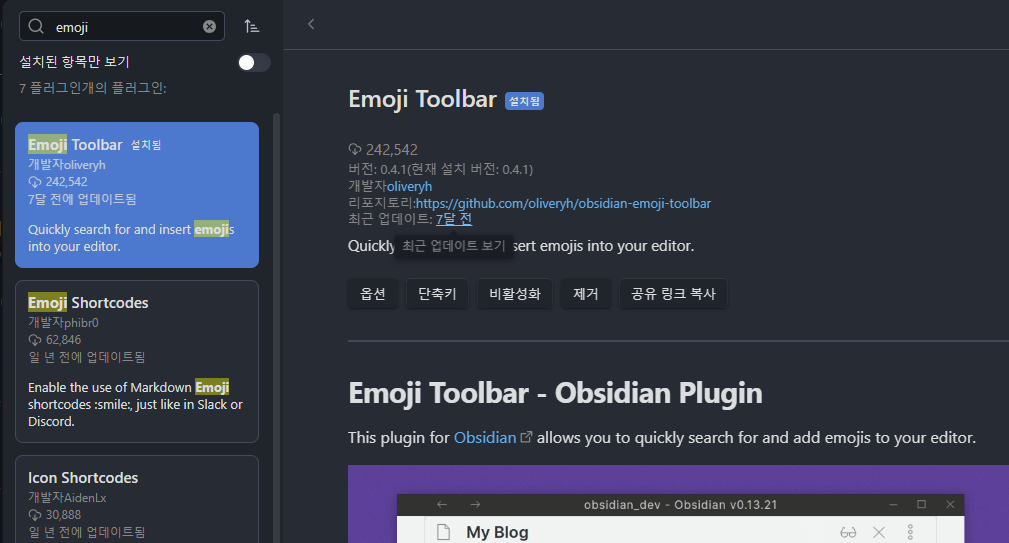 emoji
설치된 항목만 보기
7 플러그인개의 플러그인:
Emoji Toolbar 설치됨
개발자oliveryh
242,542
7달 전에 업데이트됨
Quickly search for and insert emojis
into your editor.
Emoji Shortcodes
개발자phibr0
62,846
일 년 전에 업데이트됨
Enable the use of Markdown Emoji
shortcodes :smile:, just like in Slack or
Discord.
Icon Shortcodes
개발자AidenLx
30,888
일 년 전에 업데이트됨
Emoji Toolbar 설치됨
242,542
버전: 0.4.1(현재 설치 버전: 0.4.1)
개발자oliveryh
리포지토리:https://github.com/oliveryh/obsidian-emoji-toolbar
최근 업데이트: 7달 전
Quickly 최근 업데이트 보기 sert emojis into your editor.
옵션 단축키 비활성화 제거 공유 링크 복사
Emoji Toolbar - Obsidian Plugin
This plugin for Obsidian allows you to quickly search for and add emojis to your editor.
obsidian_dev - Obsidian v0.13.21
My Blog